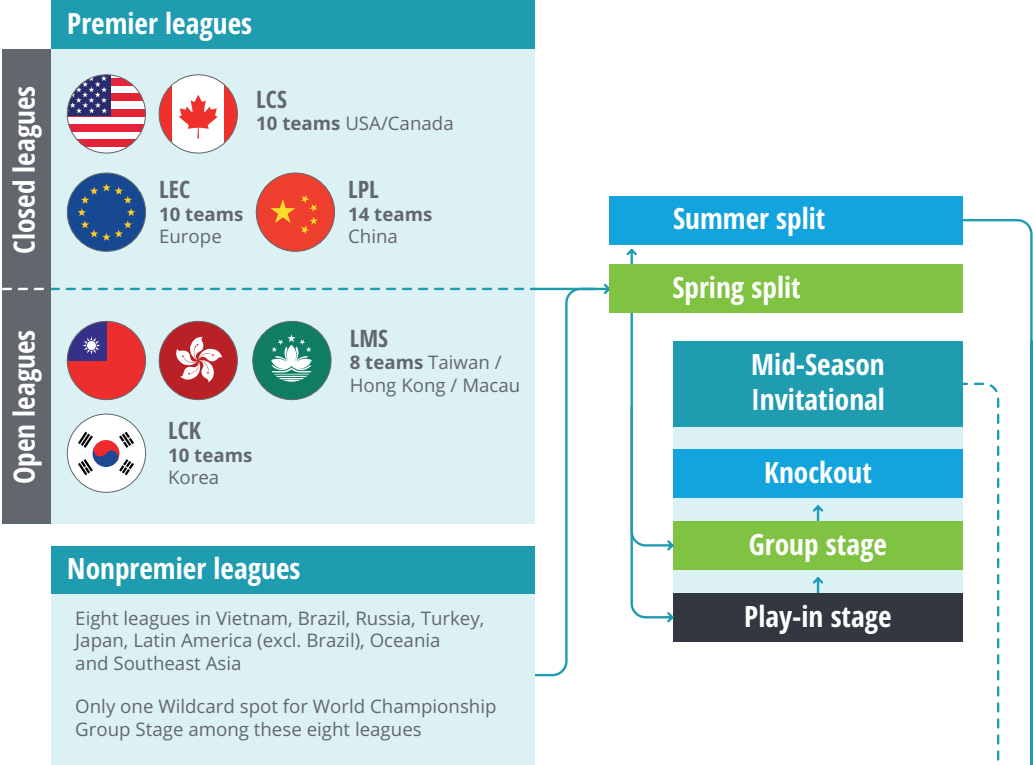 Premier leagues
Closed leagues
LCS
10 teams USA/Canada
LEC
10 teams
Europe
LPL
14 teams
China
Open leagues
LMS
8 teams Taiwan /
Hong Kong / Macau
LCK
10 teams
Korea
Nonpremier leagues
Eight leagues in Vietnam, Brazil, Russia, Turkey,
Japan, Latin America (excl. Brazil), Oceania
and Southeast Asia
Only one Wildcard spot for World Championship
Group Stage among these eight leagues
Summer split
Spring split
Mid-Season
Invitational
Knockout
Group stage
Play-in stage